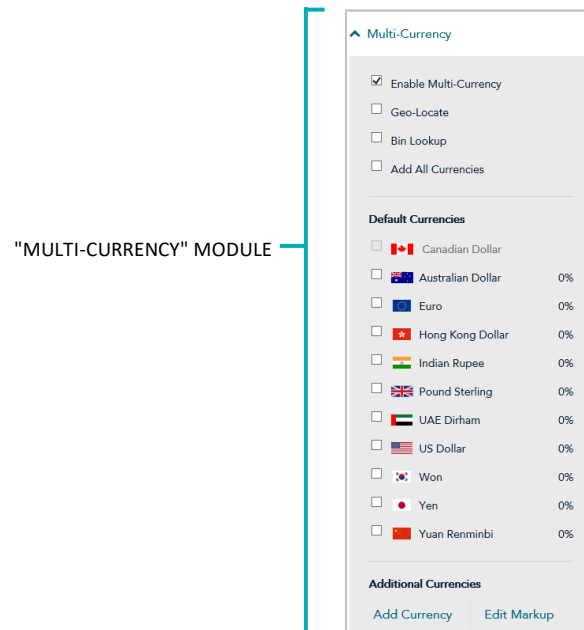 Multi-Currency
Enable Multi-Currency
Geo-Locate
Bin Lookup
Add All Currencies
Default Currencies
Canadian Dollar
"MULTI-CURRENCY" MODULE
Australian Dollar 0%
Euro 0%
Hong Kong Dollar 0%
Indian Rupee 0%
Pound Sterling 0%
UAE Dirham 0%
US Dollar 0%
Won 0%
Yen 0%
Yuan Renminbi 0%
Additional Currencies
Add Currency Edit Markup